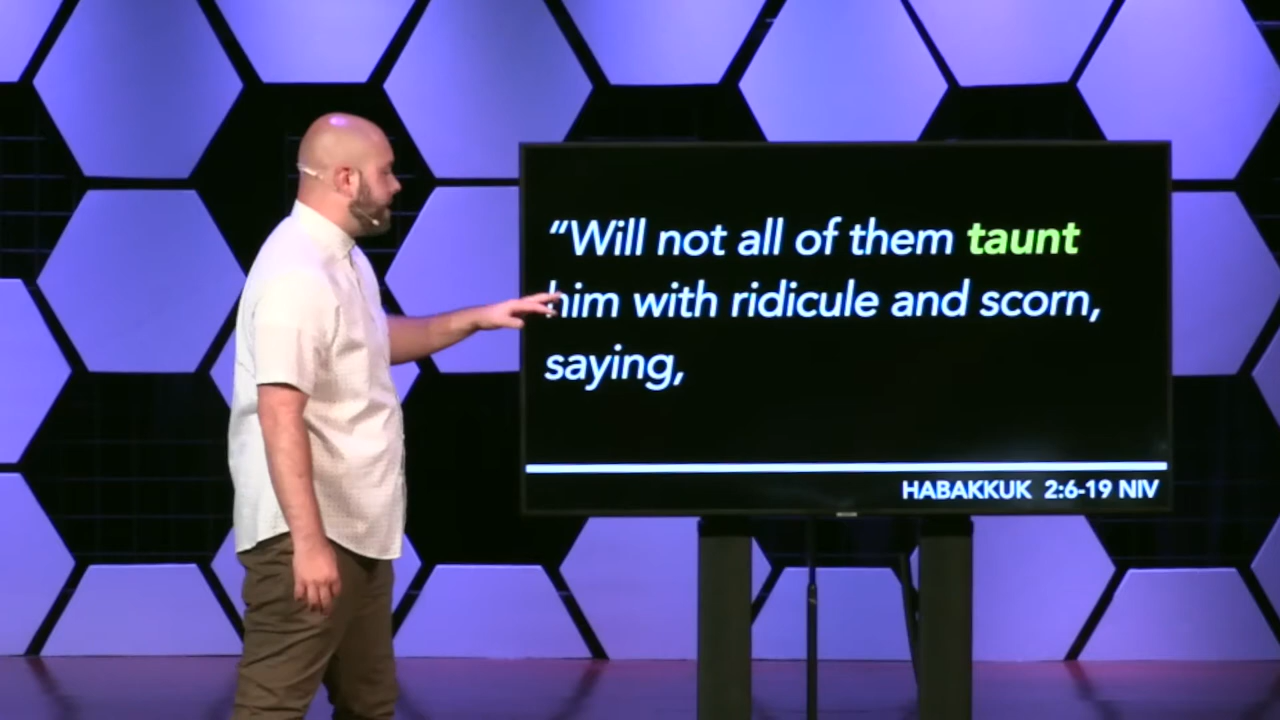 “Will not all of them taunt
him with ridicule and scorn,
saying,
HABAKKUK 2:6-19 NIV